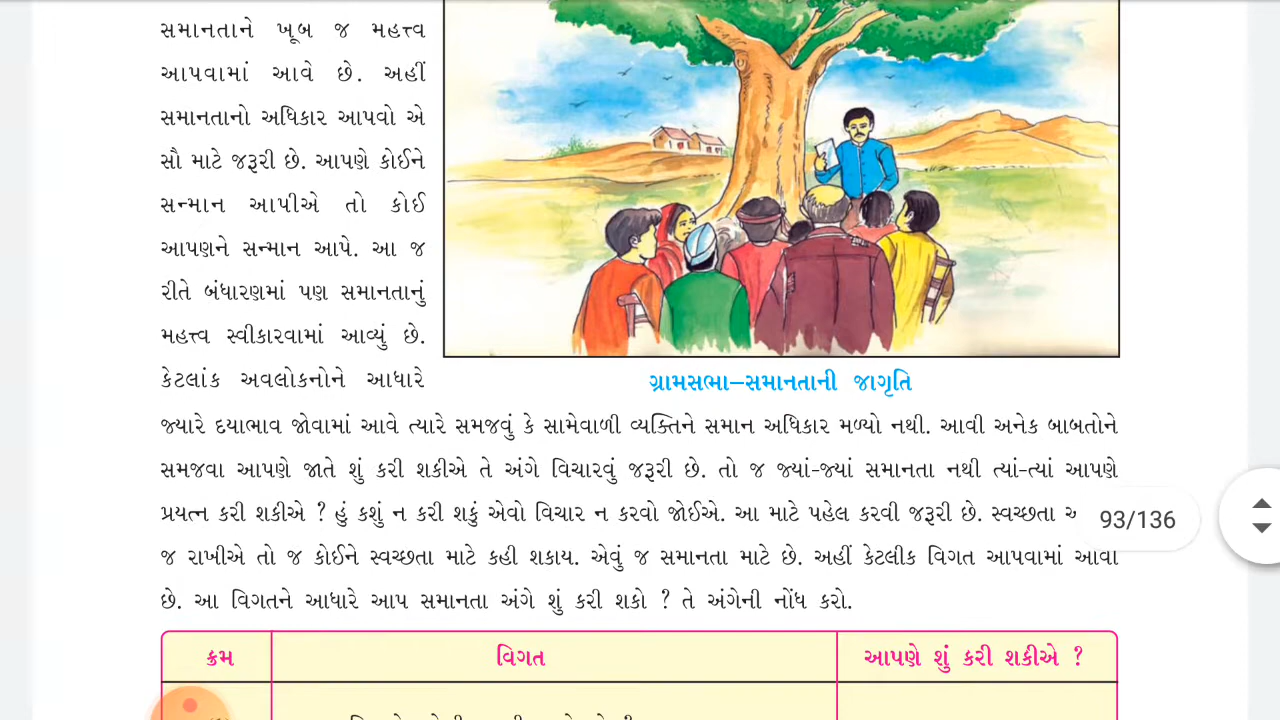 સમાનતાને ખૂબ જ મહત્ત્વ
આપવામાં આવે છે. અહીં
સમાનતાનો અધિકાર આપવો એ
સૌ માટે જરૂરી છે. આપણે કોઈને
સન્માન આપીએ તો કોઈ
આપણને સન્માન આપે. આ જ
રીતે બંધારણમાં પણ સમાનતાનું
મહત્ત્વ સ્વીકારવામાં આવ્યું છે.
કેટલાંક અવલોકનોને આધારે
ગ્રામસભા–સમાનતાની જાગૃતિ
જ્યારે દયાભાવ જોવામાં આવે ત્યારે સમજવું કે સામેવાળી વ્યક્તિને સમાન અધિકાર મળ્યો નથી. આવી અનેક બાબતોને
સમજવા આપણે જાતે શું કરી શકીએ તે અંગે વિચારવું જરૂરી છે. તો જ જ્યાં-જ્યાં સમાનતા નથી ત્યાં-ત્યાં આપણે
પ્રયત્ન કરી શકીએ ? હું કશું ન કરી શકું એવો વિચાર ન કરવો જોઈએ. આ માટે પહેલ કરવી જરૂરી છે. સ્વચ્છતા
93/136
જ રાખીએ તો જ કોઈને સ્વચ્છતા માટે કહી શકાય. એવું જ સમાનતા માટે છે. અહીં કેટલીક વિગત આપવામાં આવી
છે. આ વિગતને આધારે આપ સમાનતા અંગે શું કરી શકો ? તે અંગેની નોંધ કરો.
ક્રમ વિગત આપણે શું કરી શકીએ ?